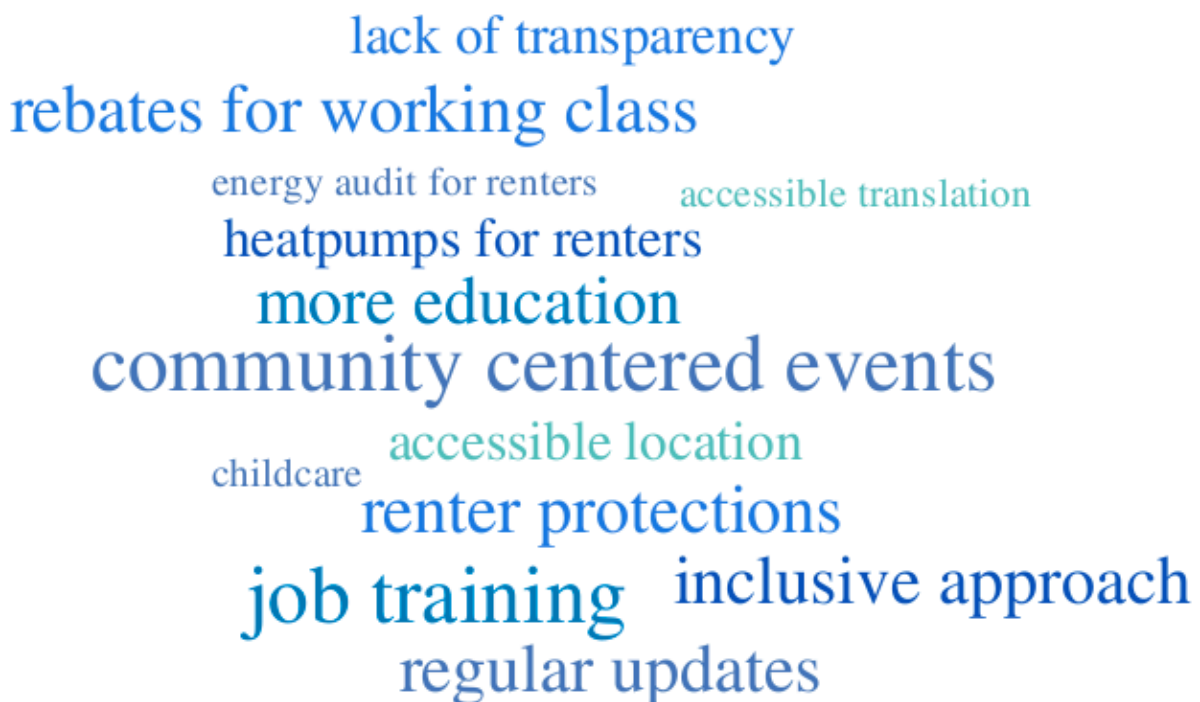 lack of transparency
rebates for working class
energy audit for renters
accessible translation
heatpumps for renters
more education
community centered events
accessible location
childcare
renter protections
job training
inclusive approach
regular updates